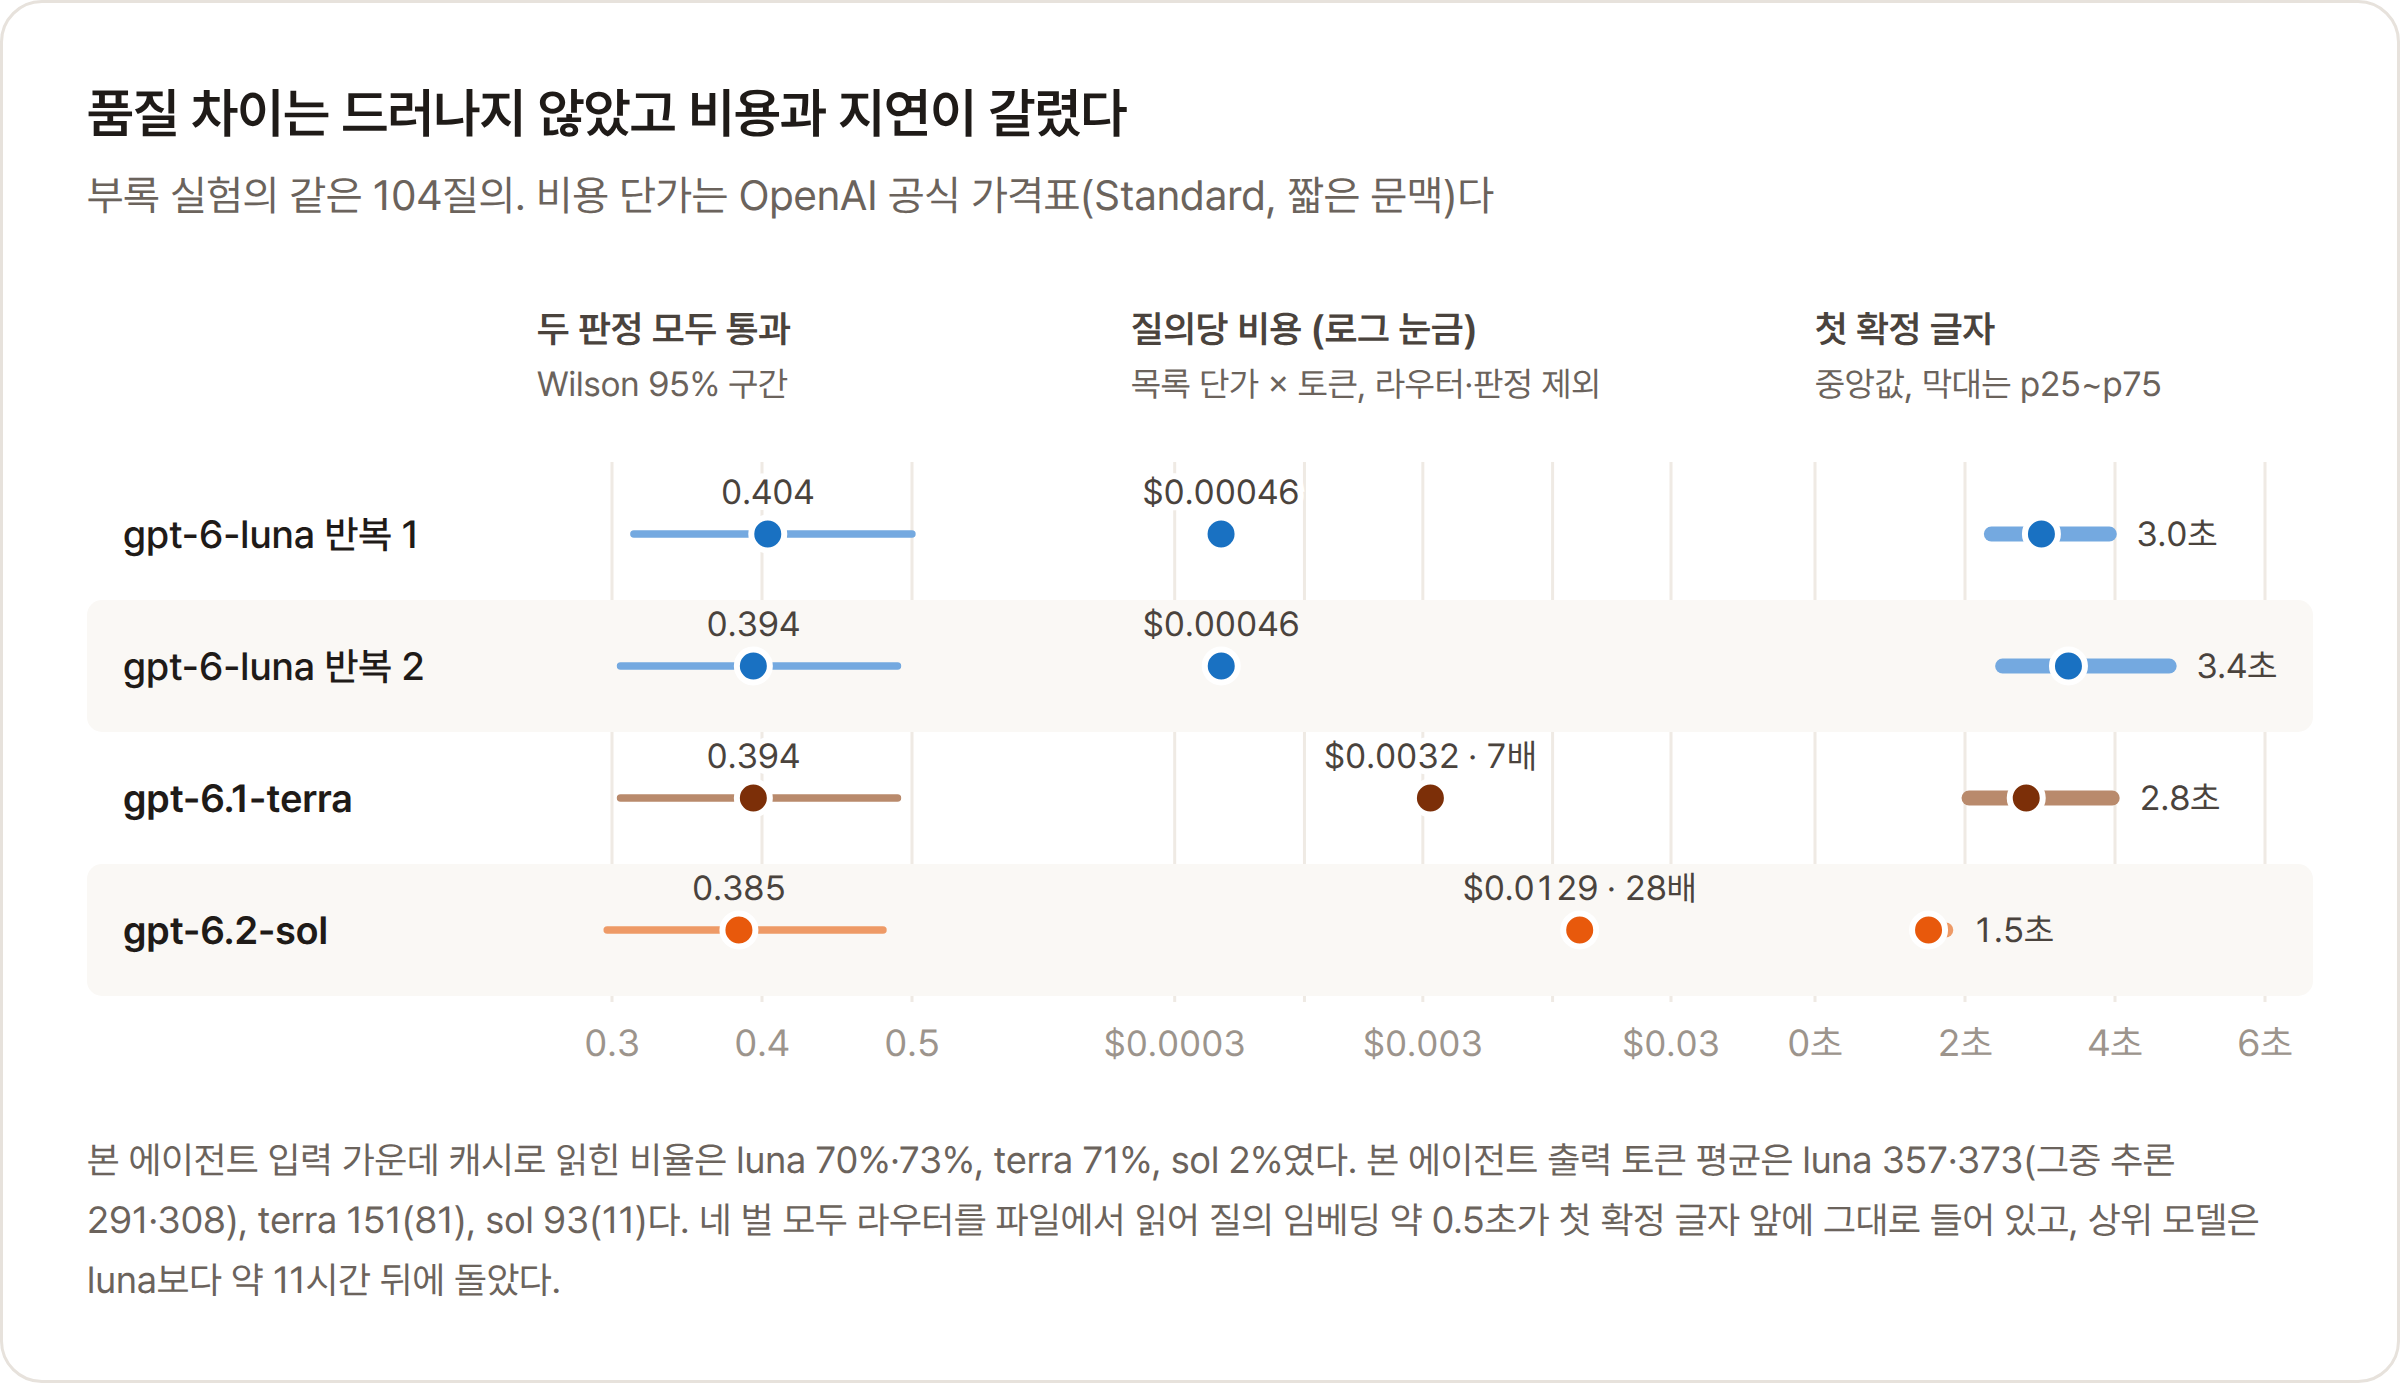 품질 차이는 드러나지 않았고 비용과 지연이 갈렸다
부록 실험의 같은 104질의. 비용 단가는 OpenAI 공식 가격표(Standard, 짧은 문맥)다
두 판정 모두 통과
Wilson 95% 구간
질의당 비용 (로그 눈금)
목록 단가 × 토큰, 라우터·판정 제외
첫 확정 글자
중앙값, 막대는 p25~p75
gpt-6-luna 반복 1
0.404
$0.00046
3.0초
gpt-6-luna 반복 2
0.394
$0.00046
3.4초
gpt-6.1-terra
0.394
$0.0032 · 7배
2.8초
gpt-6.2-sol
0.385
$0.0129 · 28배
1.5초
0.3 0.4 0.5 $0.0003 $0.003 $0.03 0초 2초 4초 6초
본 에이전트 입력 가운데 캐시로 읽힌 비율은 luna 70%·73%, terra 71%, sol 2%였다. 본 에이전트 출력 토큰 평균은 luna 357·373(그중 추론
291·308), terra 151(81), sol 93(11)다. 네 벌 모두 라우터를 파일에서 읽어 질의 임베딩 약 0.5초가 첫 확정 글자 앞에 그대로 들어 있고, 상위 모델은
luna보다 약 11시간 뒤에 돌았다.